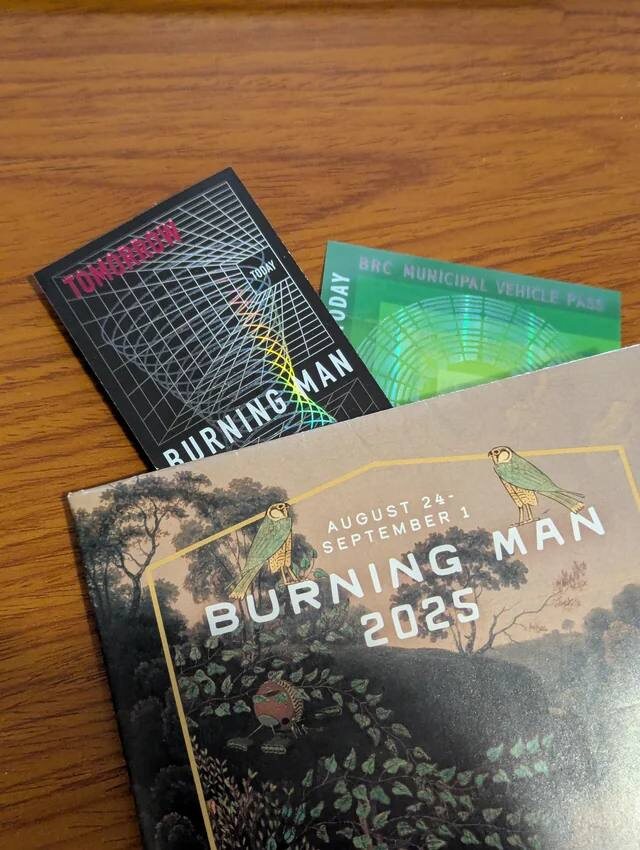 TOMORROW
TODAY
BURNING MAN
BRC MUNICIPAL VEHICLE PASS
TODAY
AUGUST 24-
SEPTEMBER 1
BURNING MAN
2025